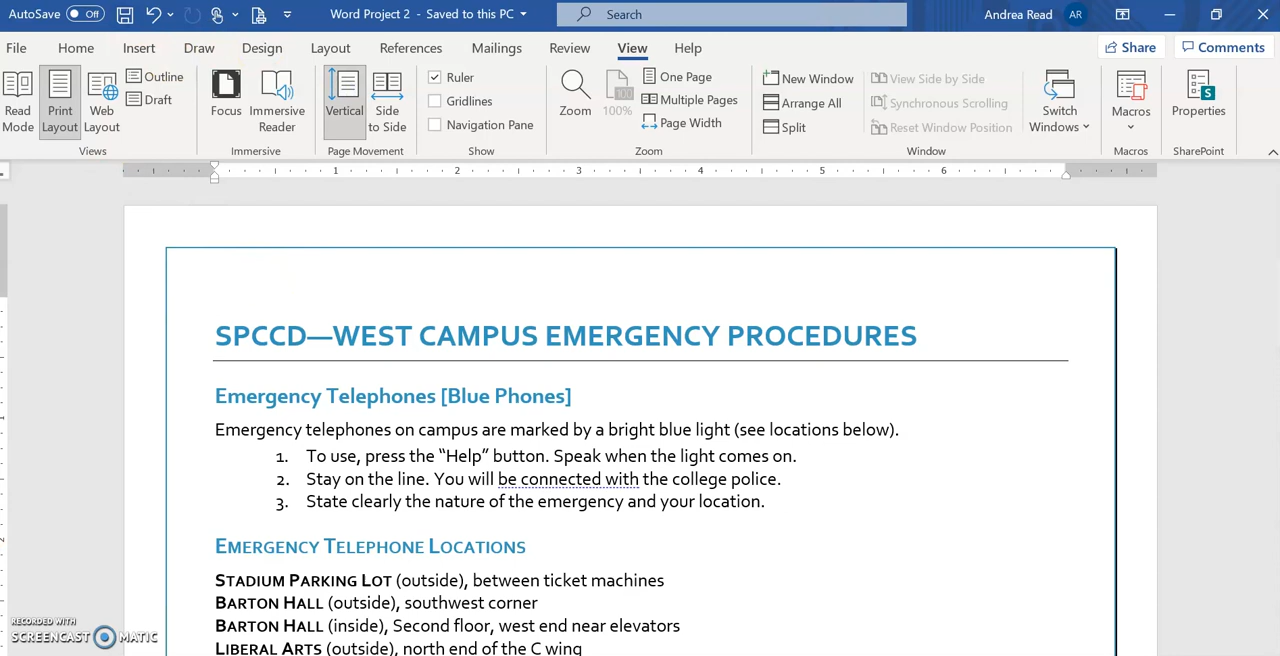 AutoSave Off Word Project 2 - Saved to this PC Search Andrea Read AR
File Home Insert Draw Design Layout References Mailings Review View Help Share Comments
Read Mode
Print Layout
Web Layout
Outline
Draft
Views
Focus
Immersive Reader
Immersive
Vertical
Side to Side
Page Movement
Ruler
Gridlines
Navigation Pane
Show
Zoom
100
100%
One Page
Multiple Pages
Page Width
Zoom
New Window
Arrange All
Split
View Side by Side
Synchronous Scrolling
Reset Window Position
Switch Windows
Window
Macros
Macros
S
Properties
SharePoint
1 2 3 4 5 6
1
2
SPCCD—WEST CAMPUS EMERGENCY PROCEDURES
Emergency Telephones [Blue Phones]
Emergency telephones on campus are marked by a bright blue light (see locations below).
1. To use, press the “Help” button. Speak when the light comes on.
2. Stay on the line. You will be connected with the college police.
3. State clearly the nature of the emergency and your location.
EMERGENCY TELEPHONE LOCATIONS
STADIUM PARKING LOT (outside), between ticket machines
BARTON HALL (outside), southwest corner
BARTON HALL (inside), Second floor, west end near elevators
LIBERAL ARTS (outside), north end of the C wing
RECORDED WITH
SCREENCAST MATIC